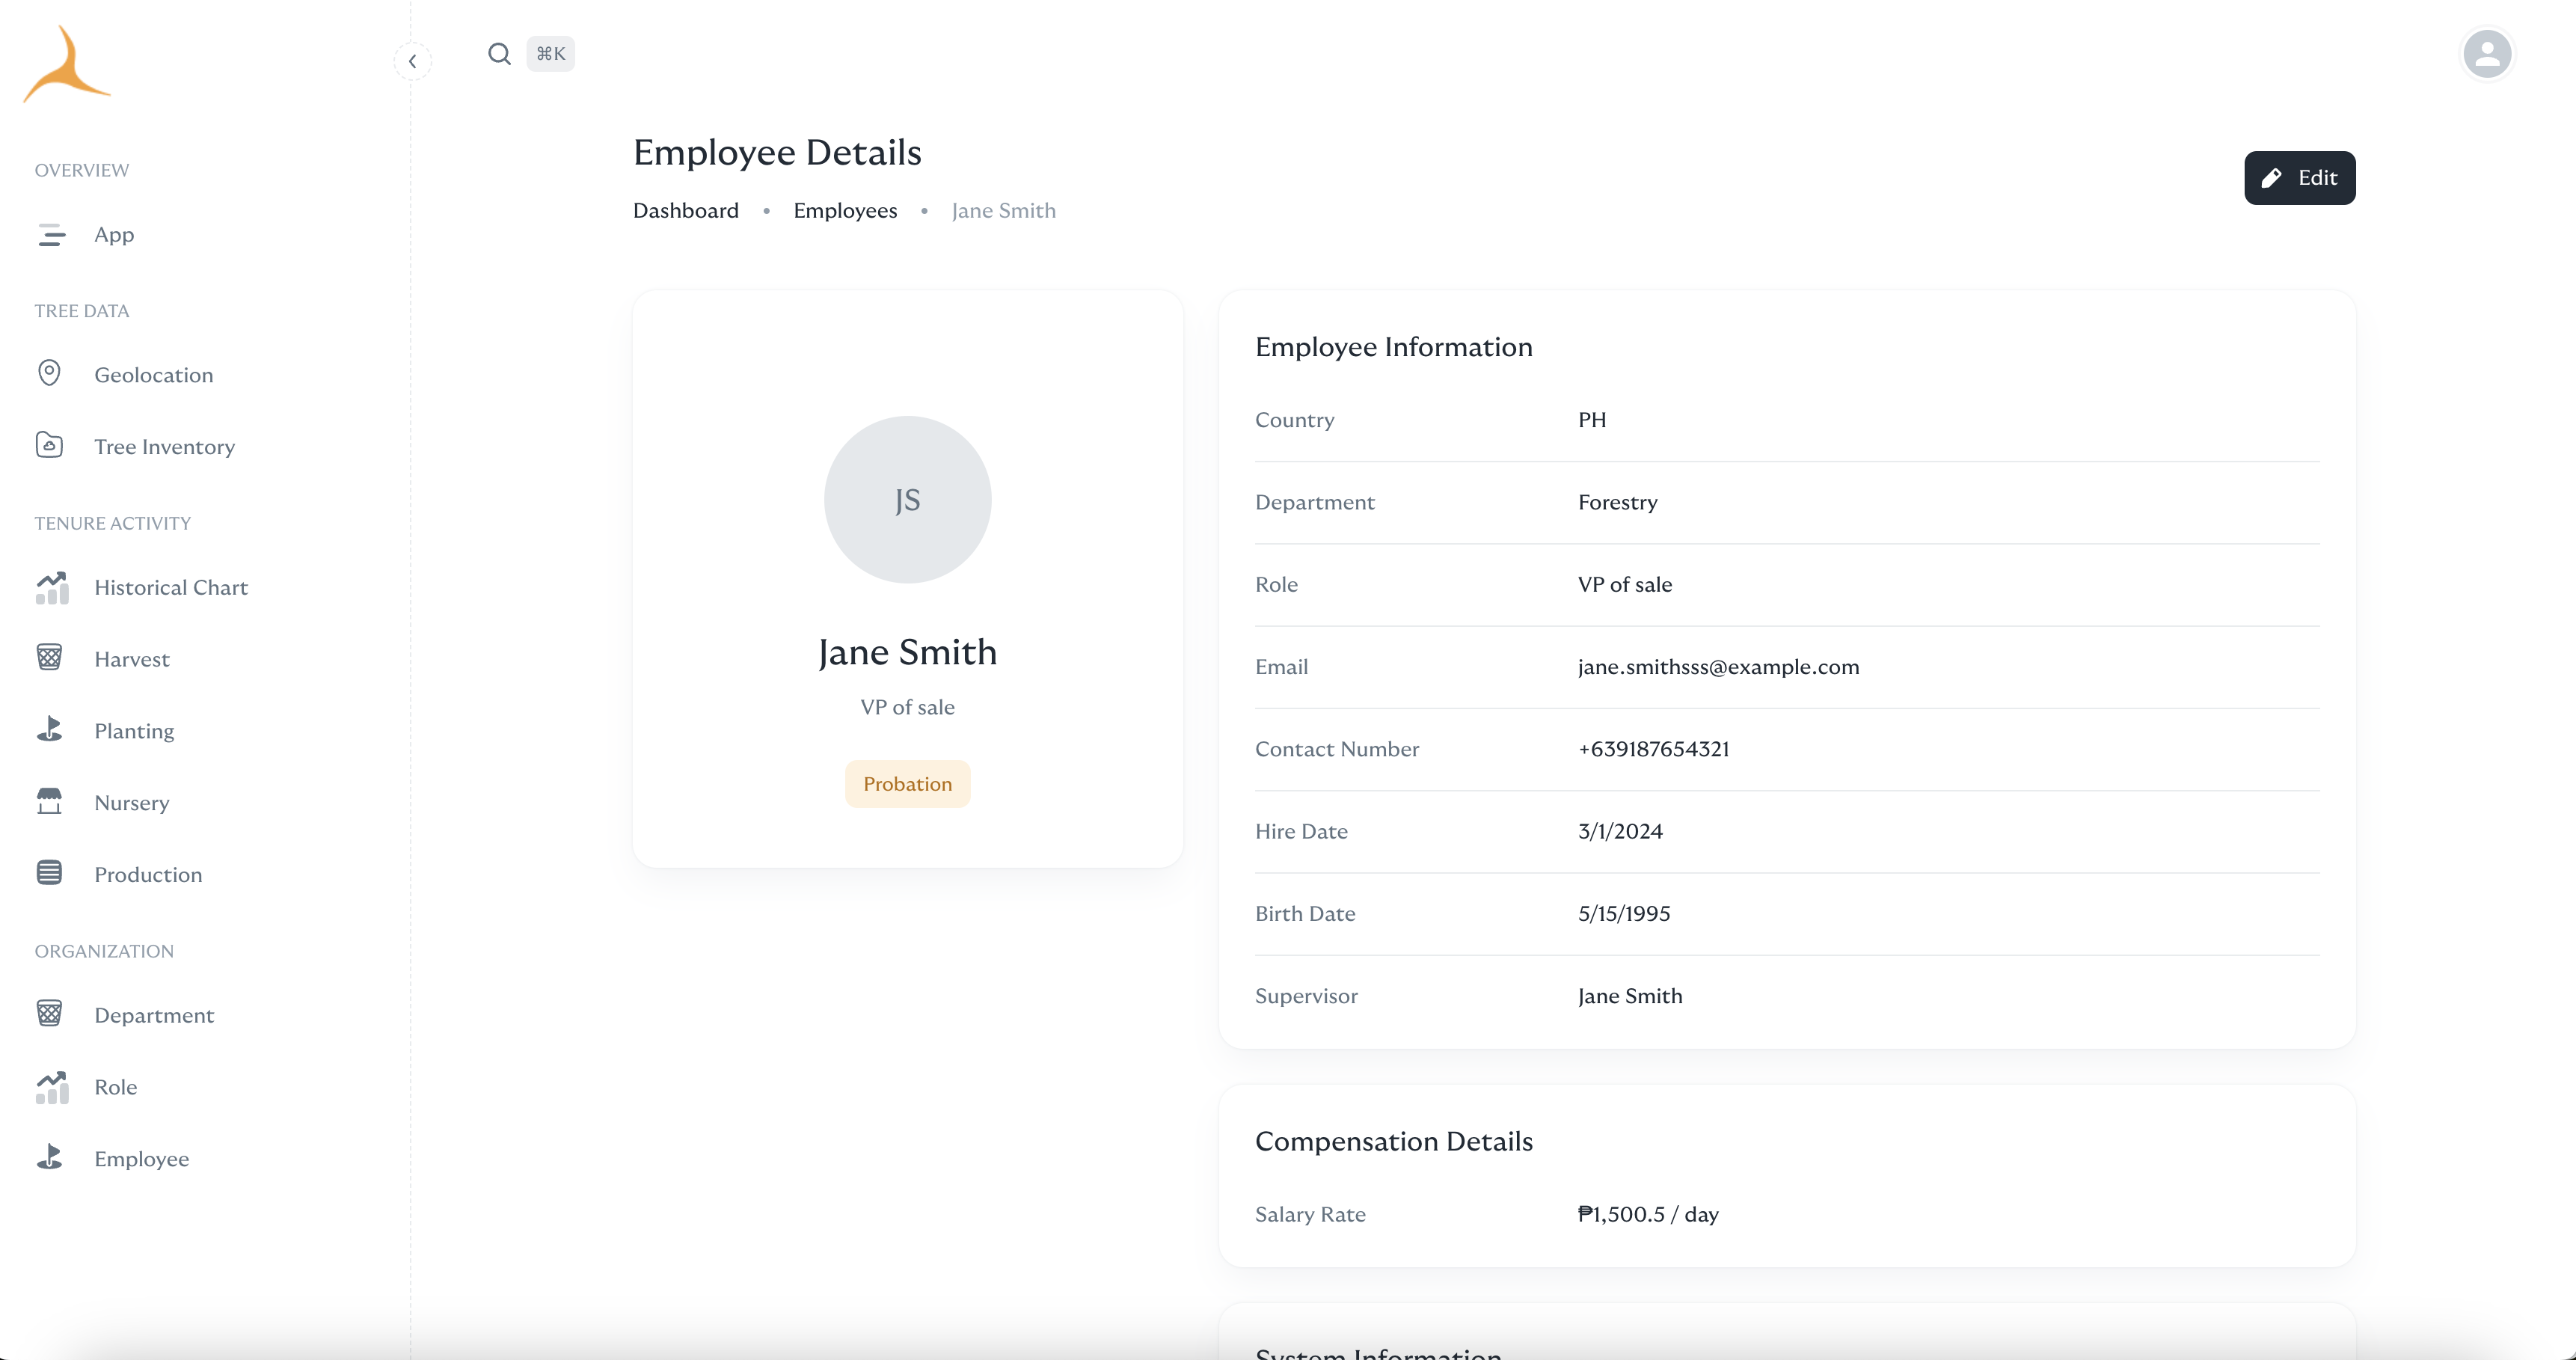 ⌘K
OVERVIEW
App
TREE DATA
Geolocation
Tree Inventory
TENURE ACTIVITY
Historical Chart
Harvest
Planting
Nursery
Production
ORGANIZATION
Department
Role
Employee
Employee Details
Dashboard • Employees • Jane Smith
Edit
JS
Jane Smith
VP of sale
Probation
Employee Information
Country PH
Department Forestry
Role VP of sale
Email jane.smithsss@example.com
Contact Number +639187654321
Hire Date 3/1/2024
Birth Date 5/15/1995
Supervisor Jane Smith
Compensation Details
Salary Rate ₱1,500.5 / day
System Information